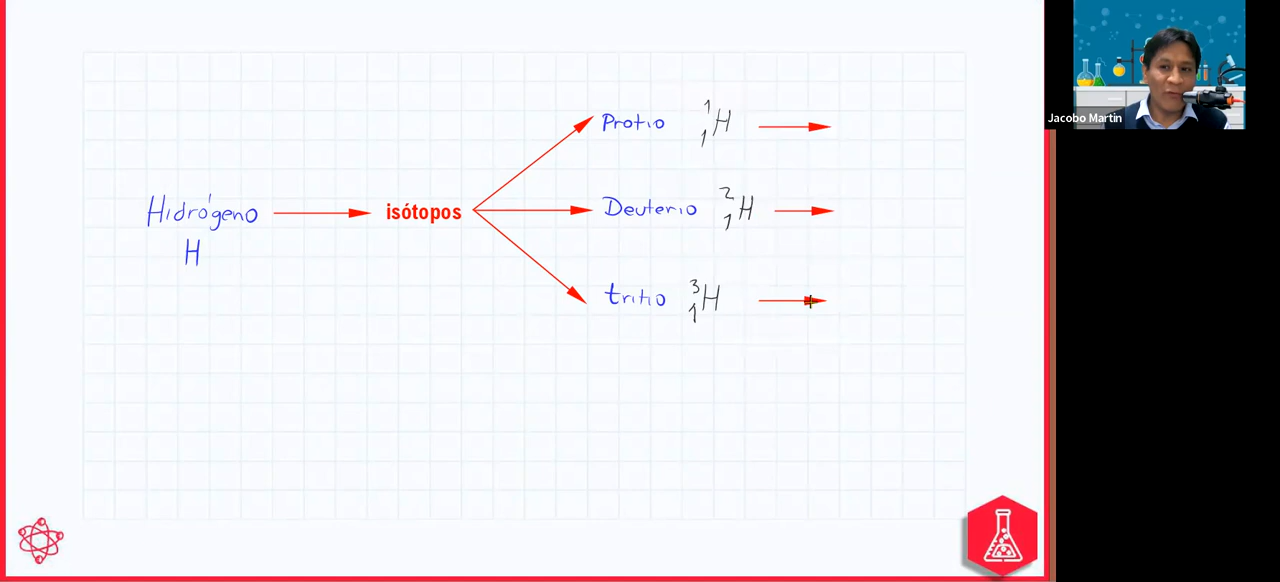 Protio ¹₁H
Hidrógeno
H
isótopos
Deuterio ²₁H
tritio ³₁H
Jacobo Martin